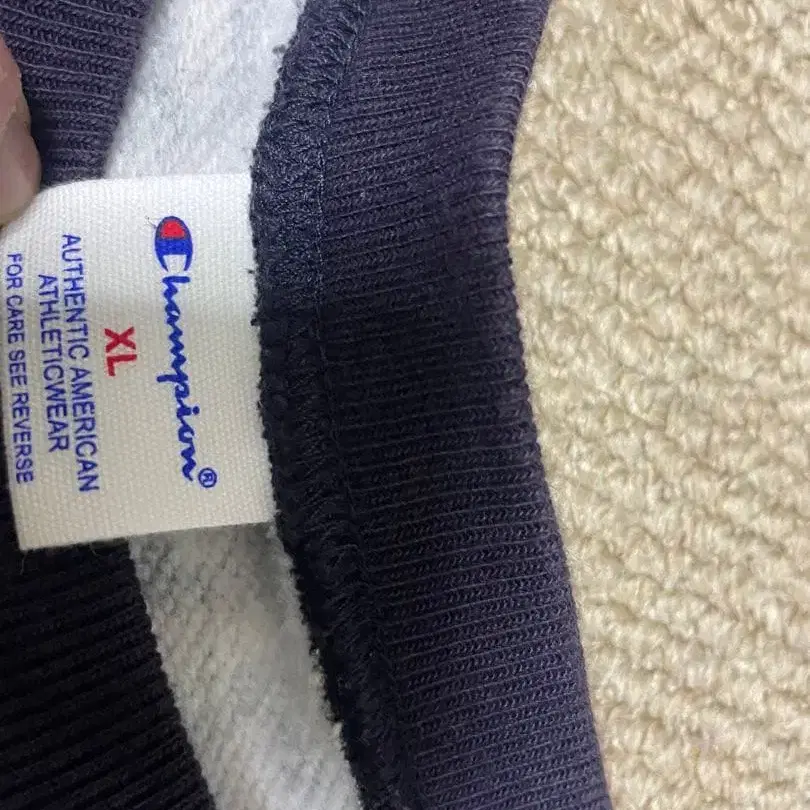 Champion®
XL
AUTHENTIC AMERICAN
ATHLETICWEAR
FOR CARE SEE REVERSE